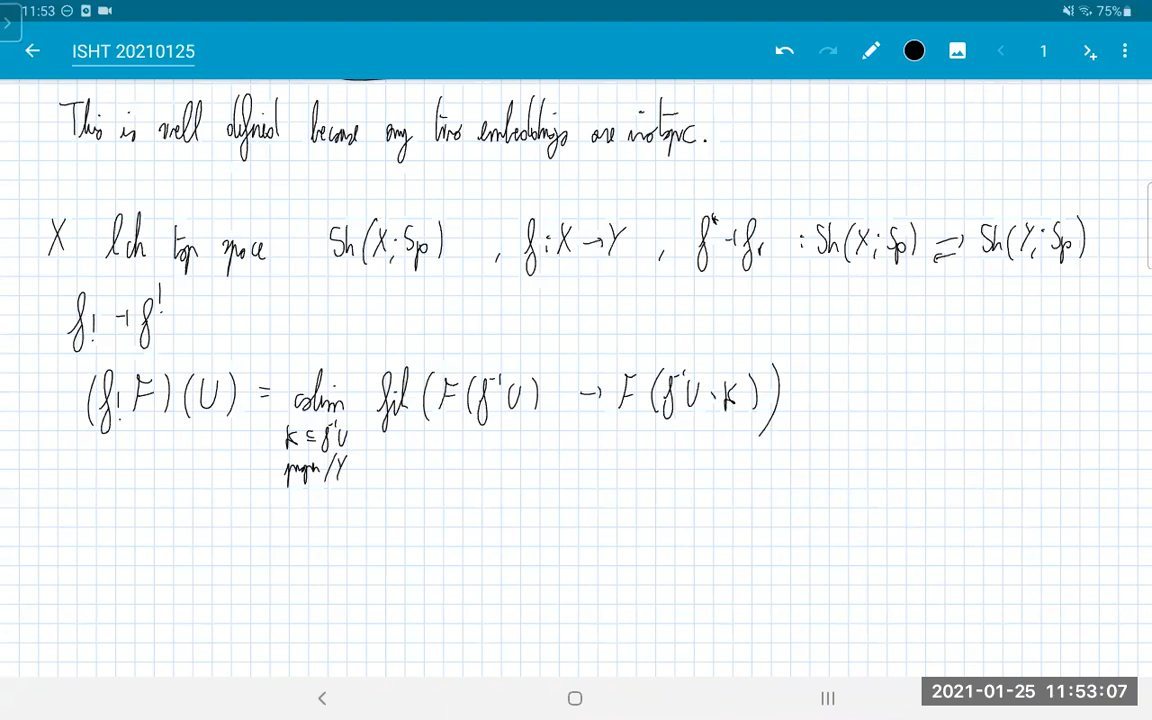 11:53
75%
ISHT 20210125
1
This is well defined because any two embeddings are isotopic.
X lch top space Sh(X; Sp) , f: X → Y , f* ⊣ f* : Sh(X; Sp) ⇌ Sh(Y; Sp)
f! ⊣ f!
(f! F)(U) = colim fib (F(f⁻¹U) → F(f⁻¹U \ K))
K ⊆ f⁻¹U
proper /Y
2021-01-25 11:53:07